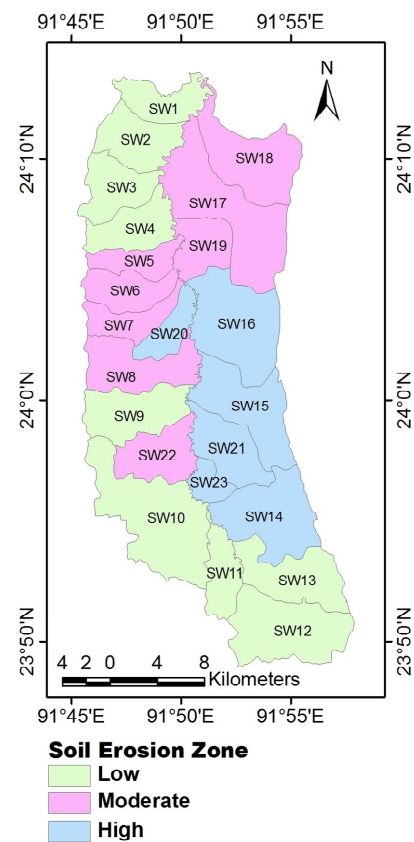 91°45'E 91°50'E 91°55'E
N
24°10'N
24°10'N
SW1
SW2
SW18
SW3
SW17
SW4
SW19
SW5
SW6
SW7
SW20
SW16
SW8
24°0'N
24°0'N
SW9
SW15
SW21
SW22
SW23
SW10
SW14
SW11
SW13
SW12
23°50'N
23°50'N
4 2 0 4 8
Kilometers
91°45'E 91°50'E 91°55'E
Soil Erosion Zone
Low
Moderate
High